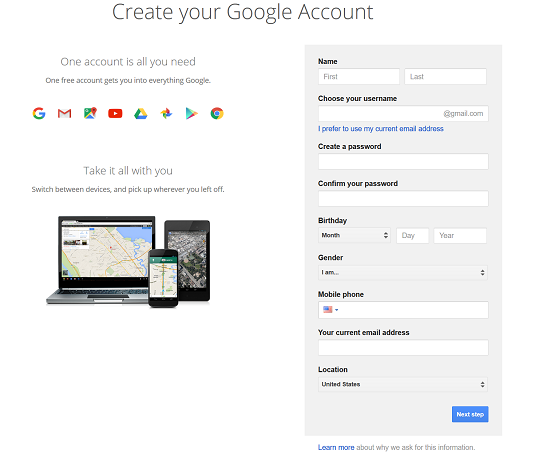 Create your Google Account
One account is all you need
One free account gets you into everything Google.
Take it all with you
Switch between devices, and pick up wherever you left off.
Name
First Last
Choose your username
@gmail.com
I prefer to use my current email address
Create a password
Confirm your password
Birthday
Month Day Year
Gender
I am...
Mobile phone
Your current email address
Location
United States
Next step
Learn more about why we ask for this information.